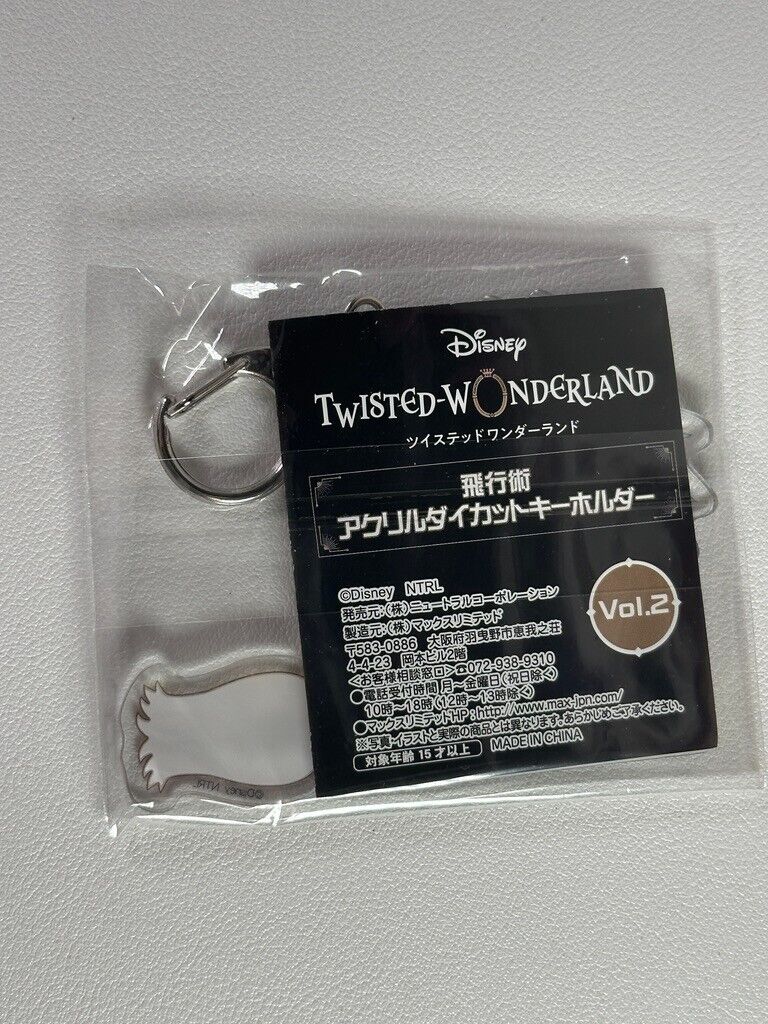 Disney
TWISTED-WONDERLAND
ツイステッドワンダーランド
飛行術
アクリルダイカットキーホルダー
©Disney NTRL
発売元:(株)ニュートラルコーポレーション
製造元:(株)マックスリミテッド
〒583-0886 大阪府羽曳野市恵我之荘
4-4-23 岡本ビル2階
<お客様相談窓口>☎072-938-9310
●電話受付時間 月~金曜日(祝日除く)
10時~18時(12時~13時除く)
●マックスリミテッドHP:http://www.max-jpn.com/
※写真・イラストと実際の商品とは異なります。あらかじめご了承ください。
対象年齢15才以上 MADE IN CHINA
Vol.2
©Disney NTRL